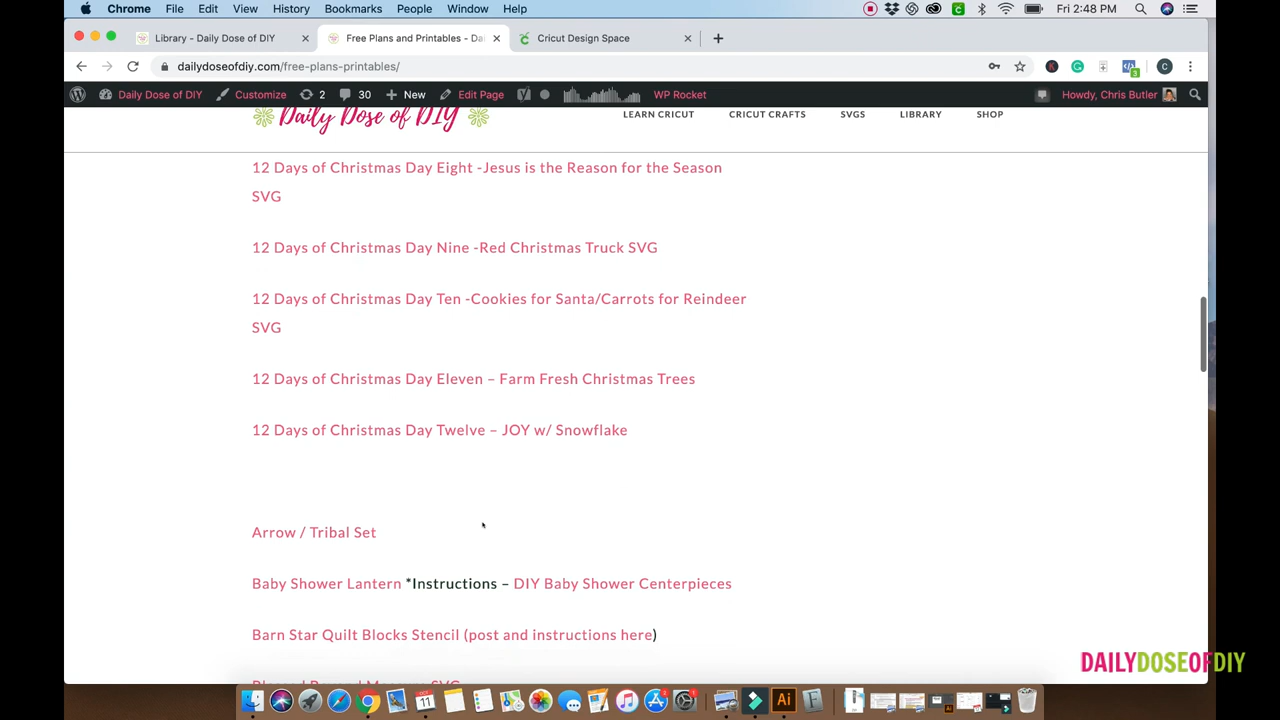 Chrome File Edit View History Bookmarks People Window Help Fri 2:48 PM
Library - Daily Dose of DIY Free Plans and Printables - Da Cricut Design Space
dailydoseofdiy.com/free-plans-printables/
Daily Dose of DIY Customize 2 30 New Edit Page WP Rocket Howdy, Chris Butler
Daily Dose of DIY LEARN CRICUT CRICUT CRAFTS SVGS LIBRARY SHOP
12 Days of Christmas Day Eight -Jesus is the Reason for the Season
SVG
12 Days of Christmas Day Nine -Red Christmas Truck SVG
12 Days of Christmas Day Ten -Cookies for Santa/Carrots for Reindeer
SVG
12 Days of Christmas Day Eleven – Farm Fresh Christmas Trees
12 Days of Christmas Day Twelve – JOY w/ Snowflake
Arrow / Tribal Set
Baby Shower Lantern *Instructions – DIY Baby Shower Centerpieces
Barn Star Quilt Blocks Stencil (post and instructions here)
DAILYDOSEOFDIY